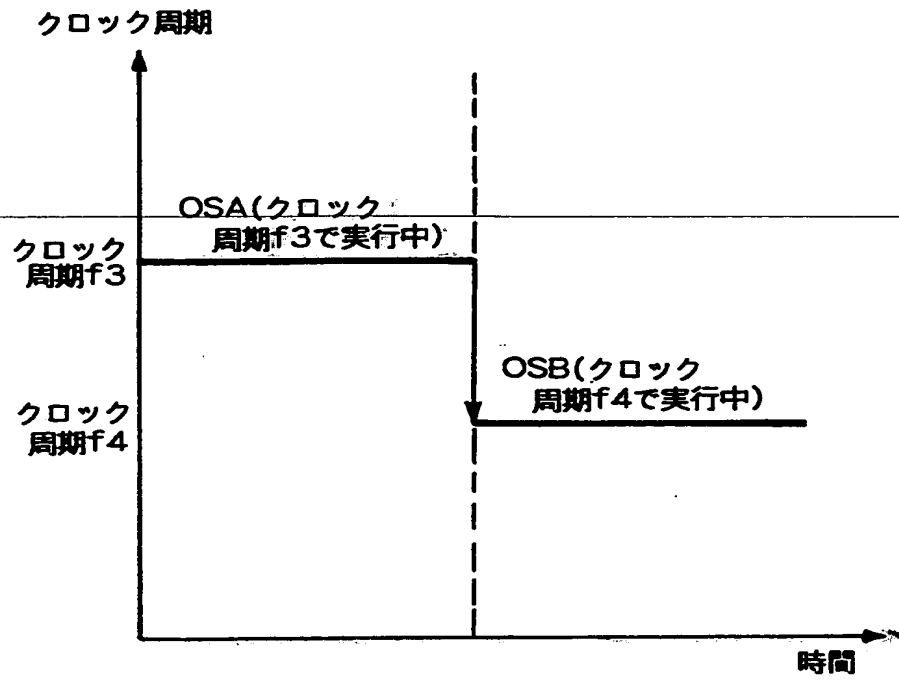 クロック周期
OSA(クロック
周期f3で実行中)
クロック
周期f3
OSB(クロック
周期f4で実行中)
クロック
周期f4
時間